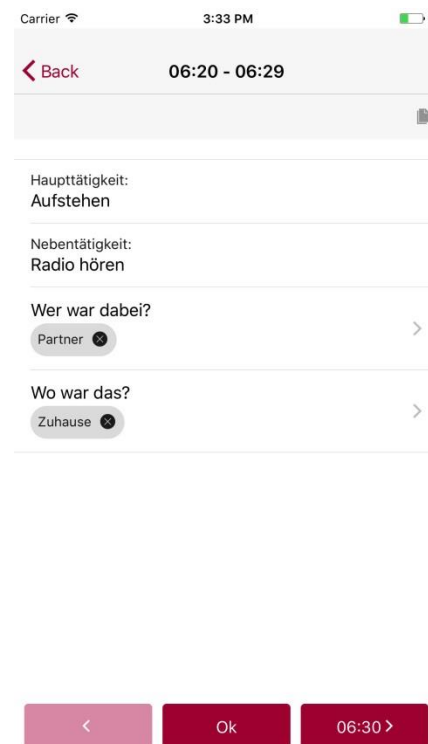 Carrier 3:33 PM
Back 06:20 - 06:29
Haupttätigkeit:
Aufstehen
Nebentätigkeit:
Radio hören
Wer war dabei?
Partner
Wo war das?
Zuhause
Ok 06:30